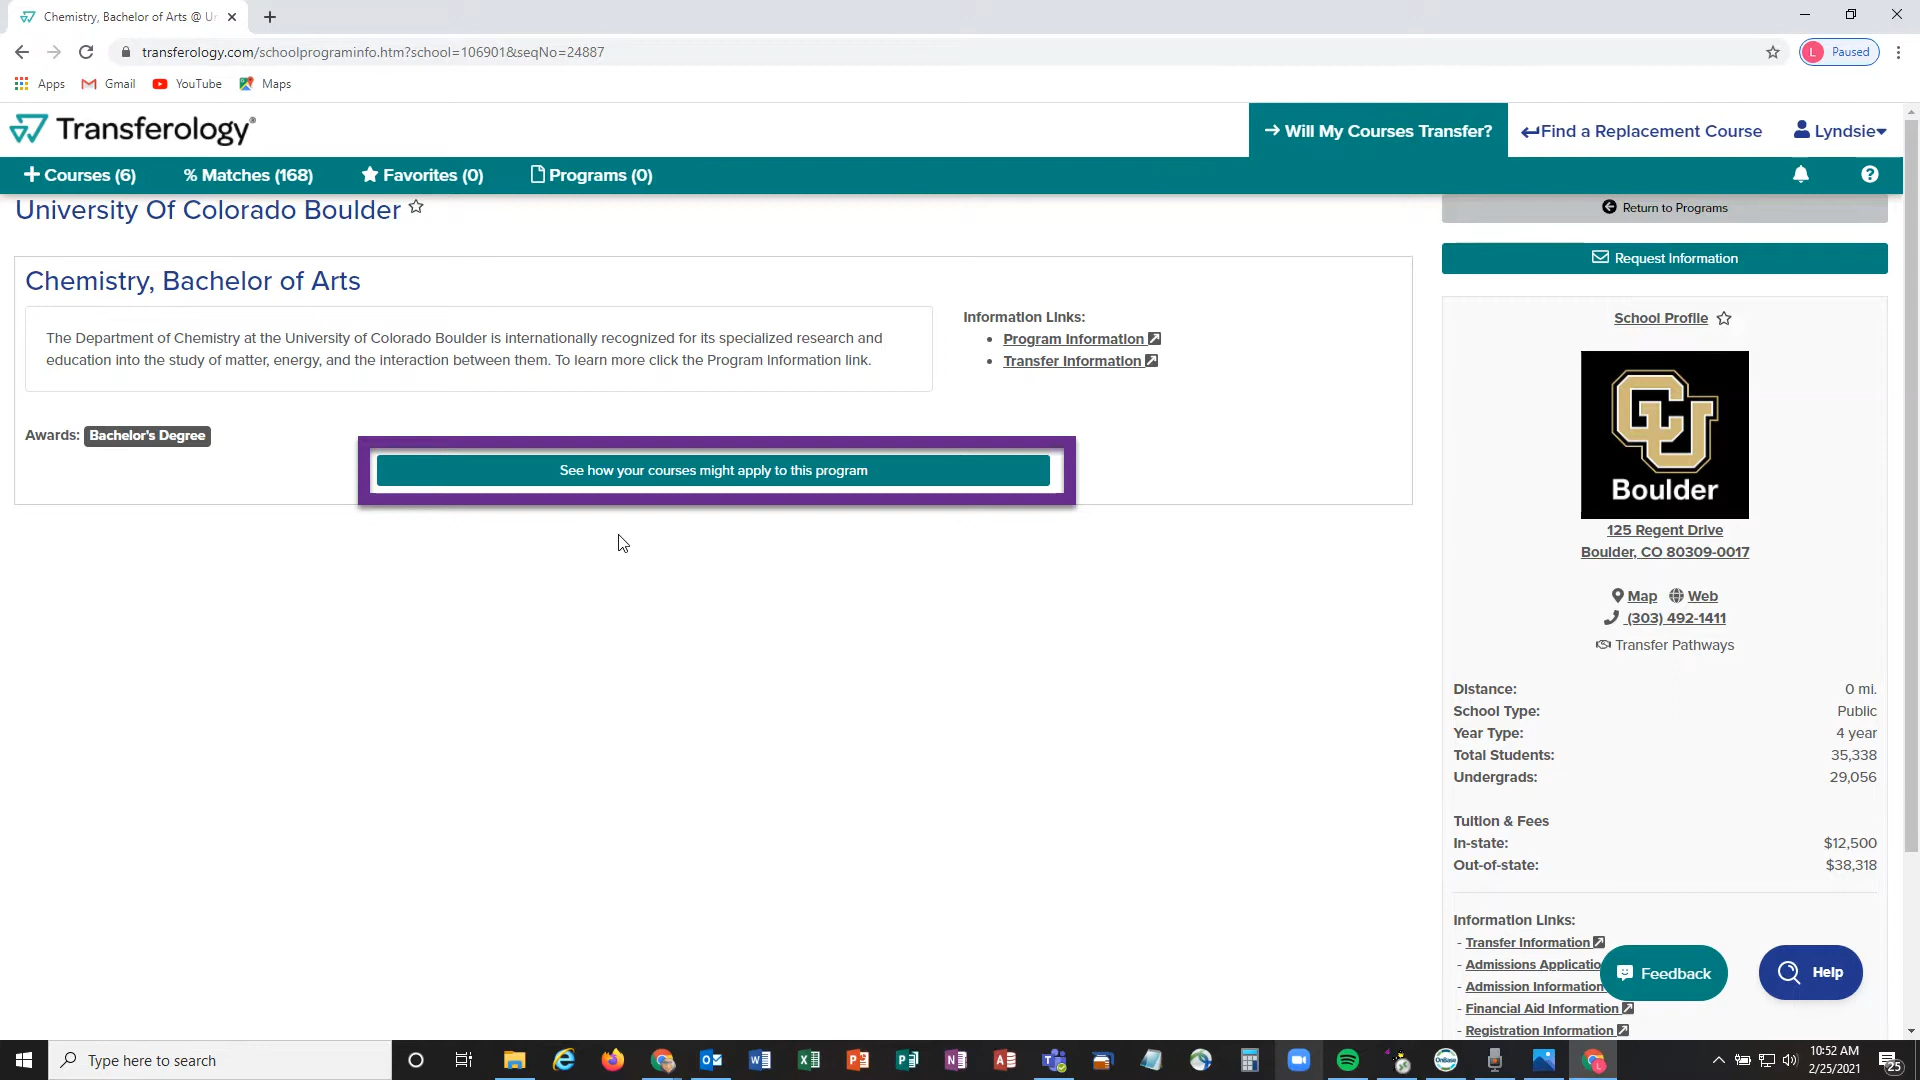 Chemistry, Bachelor of Arts @ Un
transferology.com/schoolprograminfo.htm?school=106901&seqNo=24887
L Paused
Apps Gmail YouTube Maps
Transferology®
Will My Courses Transfer?
Find a Replacement Course
Lyndsie
Courses (6) % Matches (168) Favorites (0) Programs (0)
University Of Colorado Boulder
Return to Programs
Request Information
Chemistry, Bachelor of Arts
The Department of Chemistry at the University of Colorado Boulder is internationally recognized for its specialized research and
education into the study of matter, energy, and the interaction between them. To learn more click the Program Information link.
Information Links:
Program Information
Transfer Information
Awards: Bachelor's Degree
See how your courses might apply to this program
School Profile
CU
Boulder
125 Regent Drive
Boulder, CO 80309-0017
Map Web
(303) 492-1411
Transfer Pathways
Distance: 0 mi.
School Type: Public
Year Type: 4 year
Total Students: 35,338
Undergrads: 29,056
Tuition & Fees
In-state: $12,500
Out-of-state: $38,318
Information Links:
- Transfer Information
- Admissions Applicatio
- Admission Information
- Financial Aid Information
- Registration Information
Feedback
Help
Type here to search
10:52 AM
2/25/2021
25